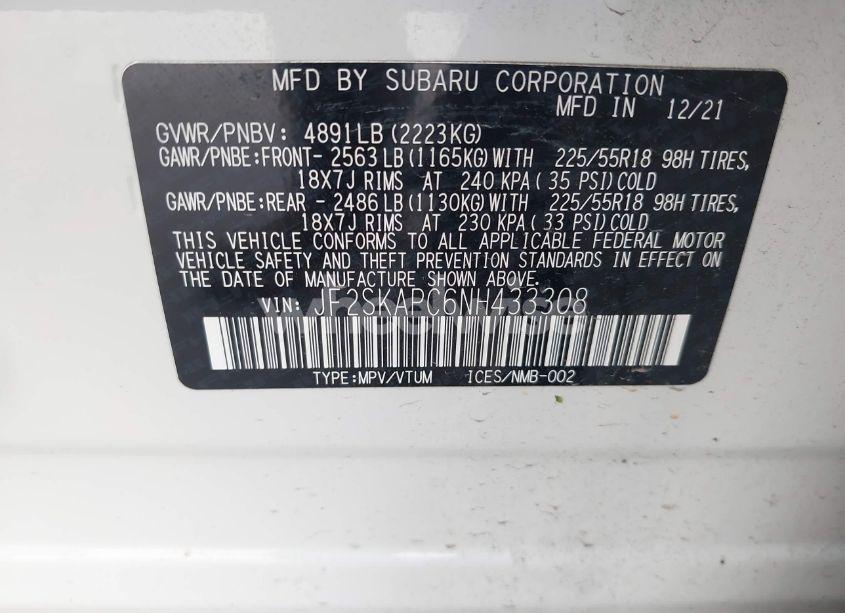 MFD BY SUBARU CORPORATION
MFD IN 12/21
GVWR/PNBV: 4891LB(2223KG)
GAWR/PNBE:FRONT- 2563LB(1165KG)WITH 225/55R18 98H TIRES,
18X7J RIMS AT 240 KPA( 35 PSI)COLD
GAWR/PNBE:REAR - 2486LB(1130KG)WITH 225/55R18 98H TIRES,
18X7J RIMS AT 230 KPA( 33 PSI)COLD
THIS VEHICLE CONFORMS TO ALL APPLICABLE FEDERAL MOTOR
VEHICLE SAFETY AND THEFT PREVENTION STANDARDS IN EFFECT ON
THE DATE OF MANUFACTURE SHOWN ABOVE.
VIN: JF2SKAPC6NH433308
TYPE:MPV/VTUM ICES/NMB-002